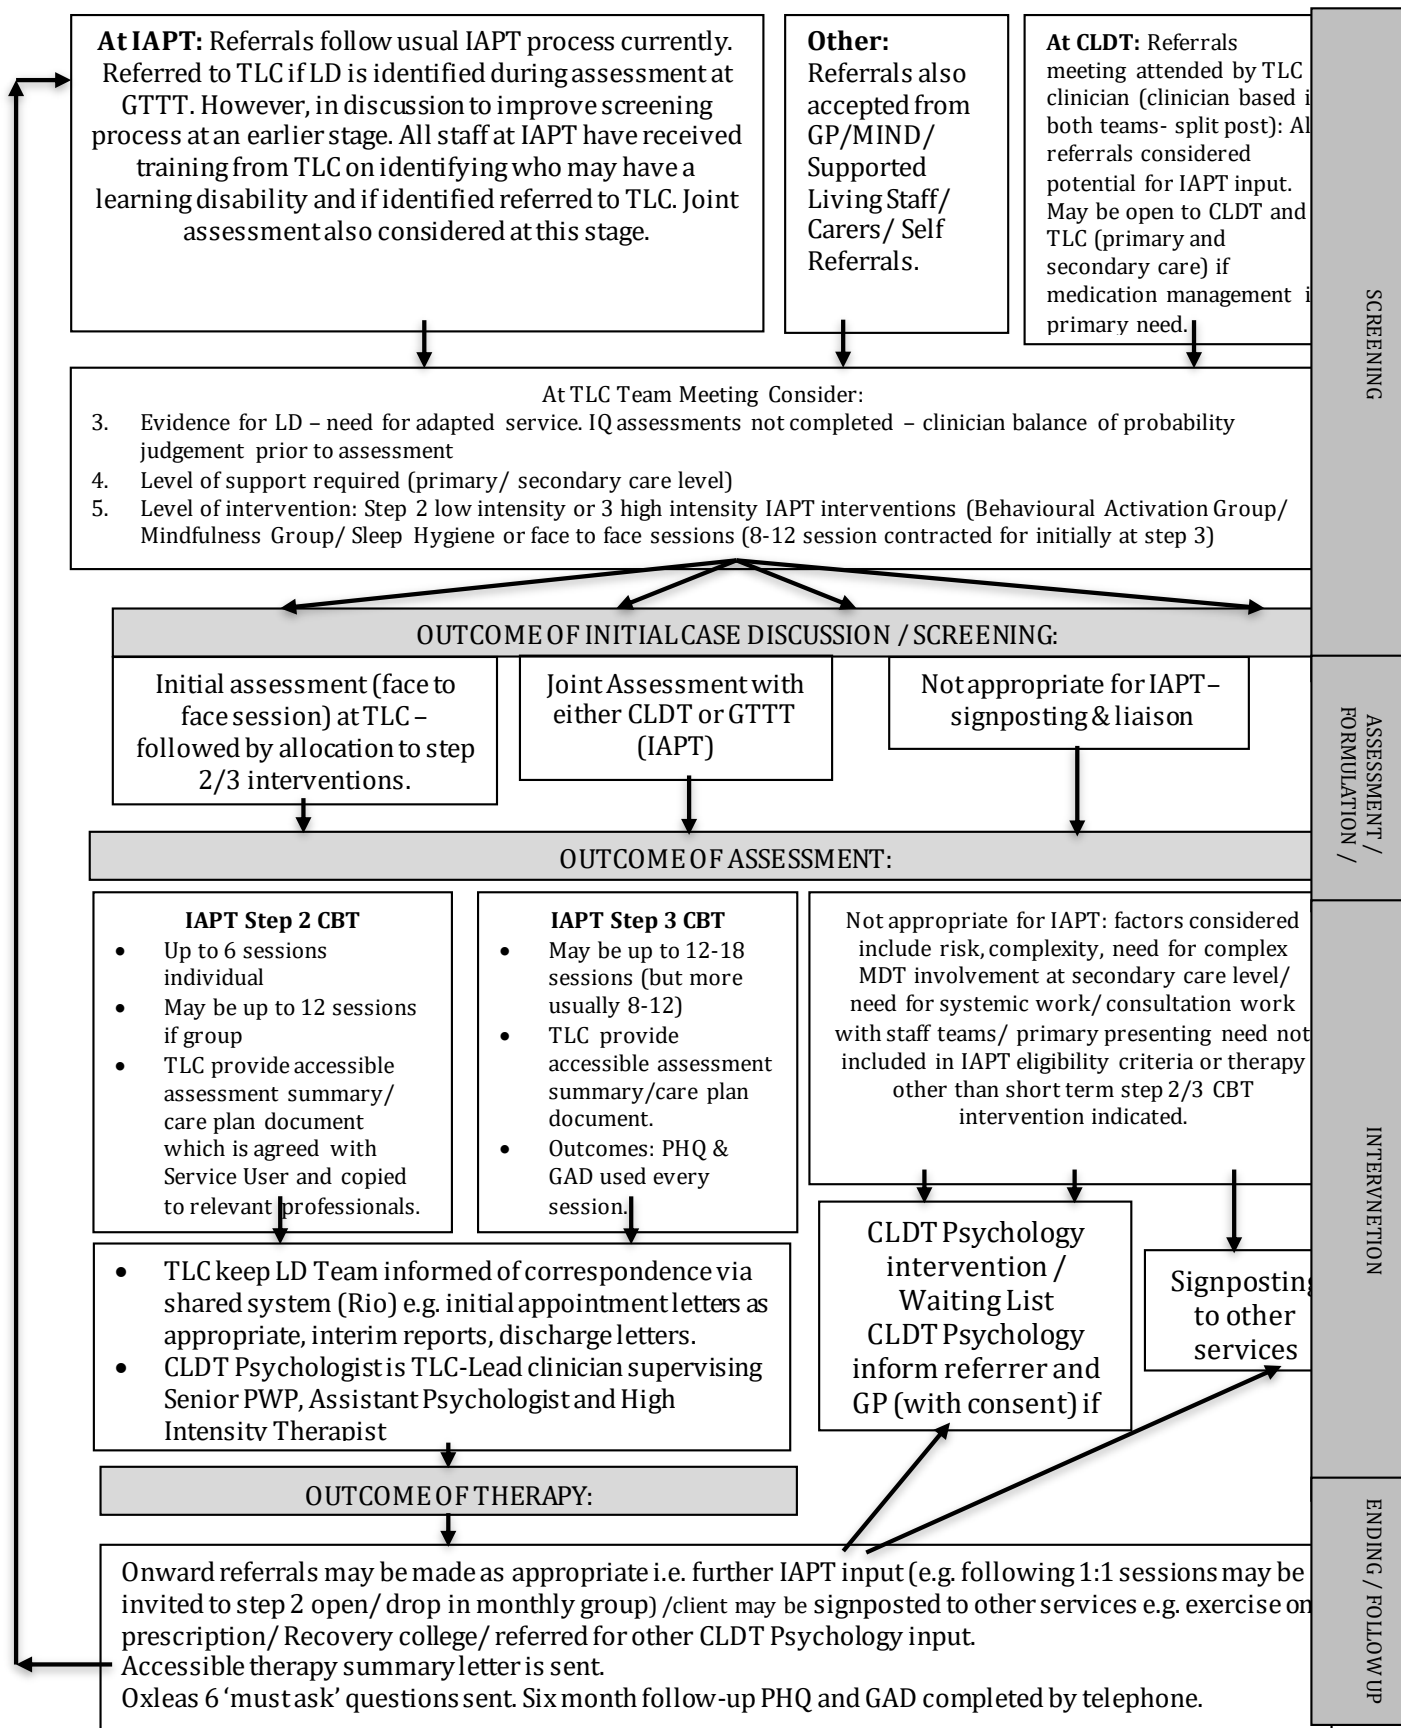 At IAPT: Referrals follow usual IAPT process currently.
Referred to TLC if LD is identified during assessment at
GTTT. However, in discussion to improve screening
process at an earlier stage. All staff at IAPT have received
training from TLC on identifying who may have a
learning disability and if identified referred to TLC. Joint
assessment also considered at this stage.
Other:
Referrals also
accepted from
GP/MIND/
Supported
Living Staff/
Carers/ Self
Referrals.
At CLDT: Referrals
meeting attended by TLC
clinician (clinician based i
both teams- split post): Al
referrals considered
potential for IAPT input.
May be open to CLDT and
TLC (primary and
secondary care) if
medication management i
primary need.
SCREENING
At TLC Team Meeting Consider:
3. Evidence for LD – need for adapted service. IQ assessments not completed – clinician balance of probability
judgement prior to assessment
4. Level of support required (primary/ secondary care level)
5. Level of intervention: Step 2 low intensity or 3 high intensity IAPT interventions (Behavioural Activation Group/
Mindfulness Group/ Sleep Hygiene or face to face sessions (8-12 session contracted for initially at step 3)
OUTCOME OF INITIAL CASE DISCUSSION / SCREENING:
Initial assessment (face to
face session) at TLC –
followed by allocation to step
2/3 interventions.
Joint Assessment with
either CLDT or GTTT
(IAPT)
Not appropriate for IAPT–
signposting & liaison
ASSESSMENT /
FORMULATION /
OUTCOME OF ASSESSMENT:
IAPT Step 2 CBT
• Up to 6 sessions
individual
• May be up to 12 sessions
if group
• TLC provide accessible
assessment summary/
care plan document
which is agreed with
Service User and copied
to relevant professionals.
IAPT Step 3 CBT
• May be up to 12-18
sessions (but more
usually 8-12)
• TLC provide
accessible assessment
summary/care plan
document.
• Outcomes: PHQ &
GAD used every
session.
Not appropriate for IAPT: factors considered
include risk, complexity, need for complex
MDT involvement at secondary care level/
need for systemic work/ consultation work
with staff teams/ primary presenting need not
included in IAPT eligibility criteria or therapy
other than short term step 2/3 CBT
intervention indicated.
INTERVNETION
• TLC keep LD Team informed of correspondence via
shared system (Rio) e.g. initial appointment letters as
appropriate, interim reports, discharge letters.
• CLDT Psychologist is TLC-Lead clinician supervising
Senior PWP, Assistant Psychologist and High
Intensity Therapist
CLDT Psychology
intervention /
Waiting List
CLDT Psychology
inform referrer and
GP (with consent) if
Signposting
to other
services
OUTCOME OF THERAPY:
ENDING / FOLLOW UP
Onward referrals may be made as appropriate i.e. further IAPT input (e.g. following 1:1 sessions may be
invited to step 2 open/ drop in monthly group) /client may be signposted to other services e.g. exercise on
prescription/ Recovery college/ referred for other CLDT Psychology input.
Accessible therapy summary letter is sent.
Oxleas 6 ‘must ask’ questions sent. Six month follow-up PHQ and GAD completed by telephone.